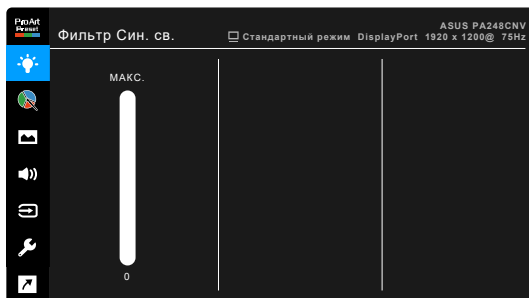 ProArt
Preset
Фильтр Син. св.
ASUS PA248CNV
Стандартный режим DisplayPort 1920 x 1200@ 75Hz
МАКС.
0